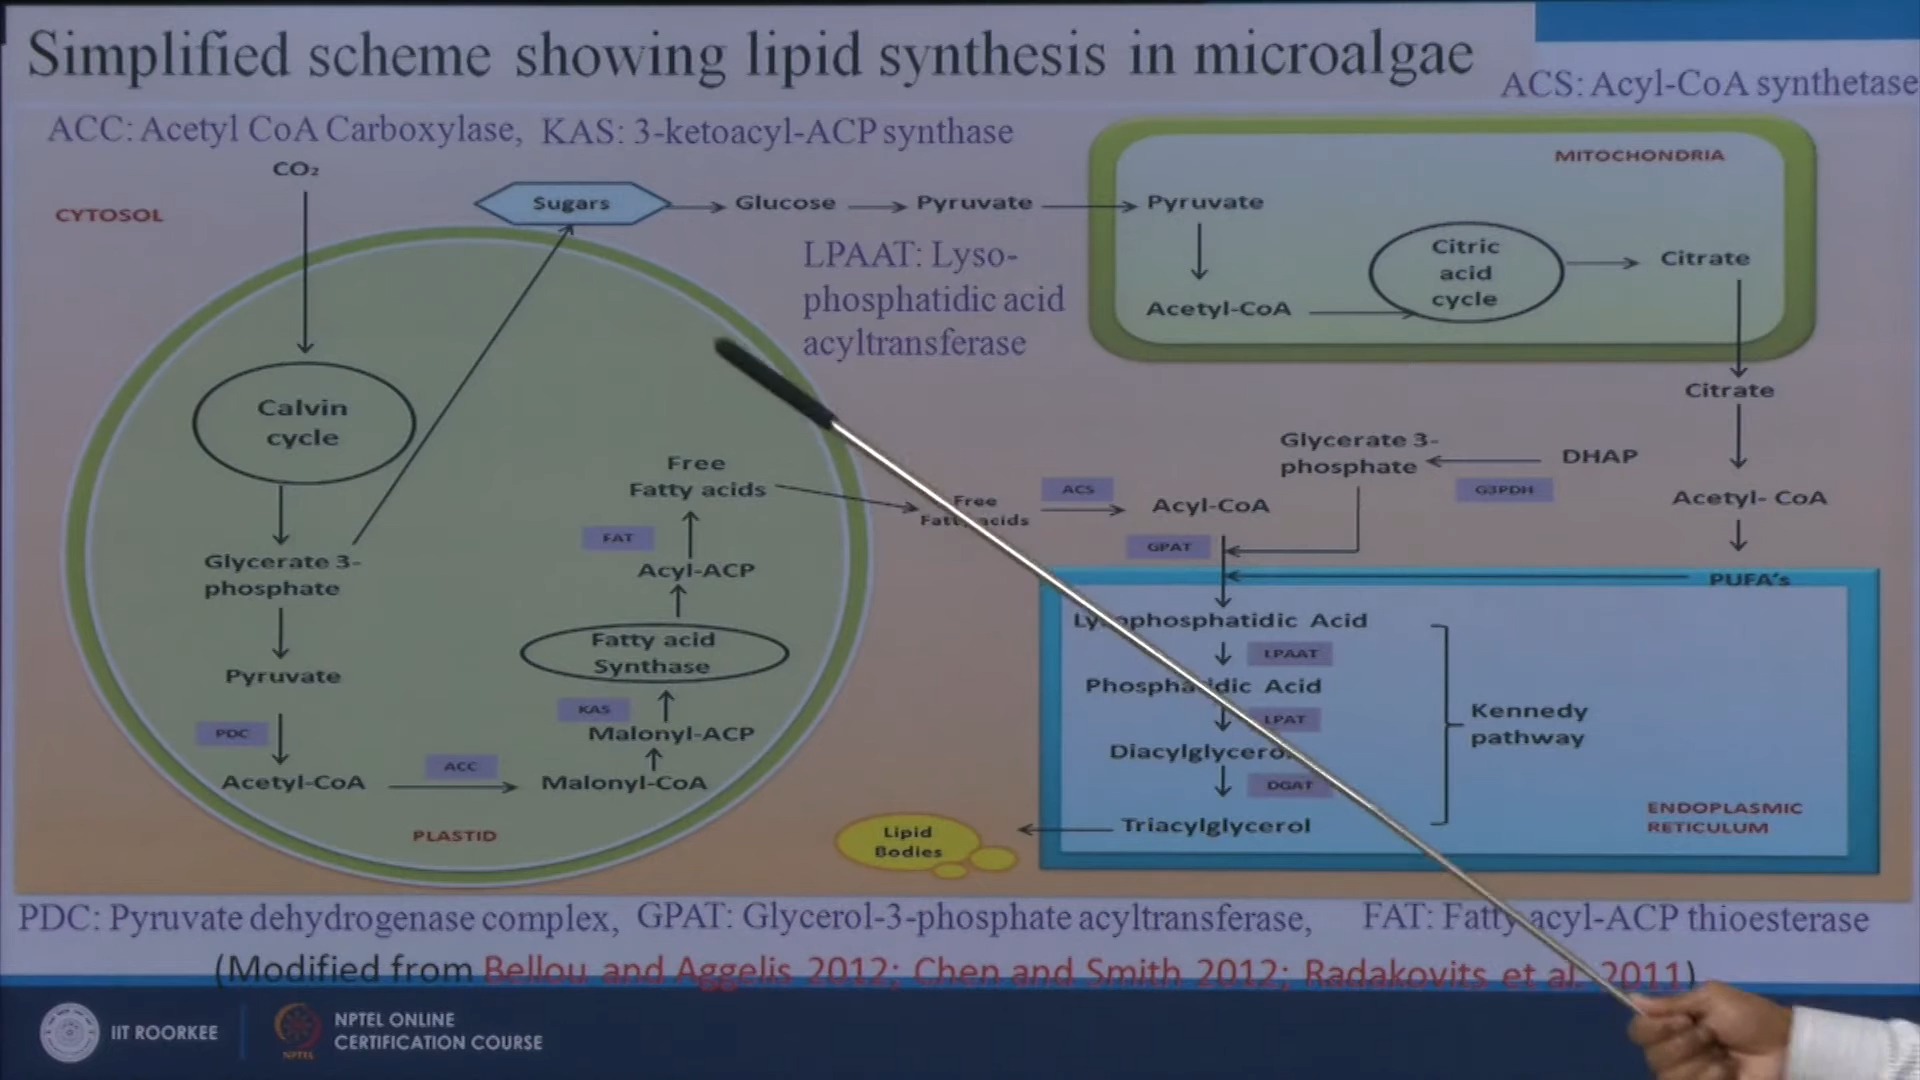 Simplified scheme showing lipid synthesis in microalgae
ACS: Acyl-CoA synthetase
ACC: Acetyl CoA Carboxylase, KAS: 3-ketoacyl-ACP synthase
CO₂
CYTOSOL
Sugars
Glucose
Pyruvate
LPAAT: Lyso-
phosphatidic acid
acyltransferase
MITOCHONDRIA
Pyruvate
Acetyl-CoA
Citric
acid
cycle
Citrate
Citrate
Acetyl- CoA
PUFA's
Calvin
cycle
Glycerate 3-
phosphate
Pyruvate
PDC
Acetyl-CoA
ACC
Malonyl-CoA
Malonyl-ACP
KAS
Fatty acid
Synthase
Acyl-ACP
FAT
Free
Fatty acids
PLASTID
Free
Fatty acids
ACS
Acyl-CoA
GPAT
Glycerate 3-
phosphate
DHAP
G3PDH
Lysophosphatidic Acid
LPAAT
Phosphatidic Acid
LPAT
Diacylglycerol
DGAT
Triacylglycerol
Kennedy
pathway
ENDOPLASMIC
RETICULUM
Lipid
Bodies
PDC: Pyruvate dehydrogenase complex, GPAT: Glycerol-3-phosphate acyltransferase, FAT: Fatty acyl-ACP thioesterase
(Modified from Bellou and Aggelis 2012; Chen and Smith 2012; Radakovits et al. 2011)
IIT ROORKEE
NPTEL
NPTEL ONLINE
CERTIFICATION COURSE